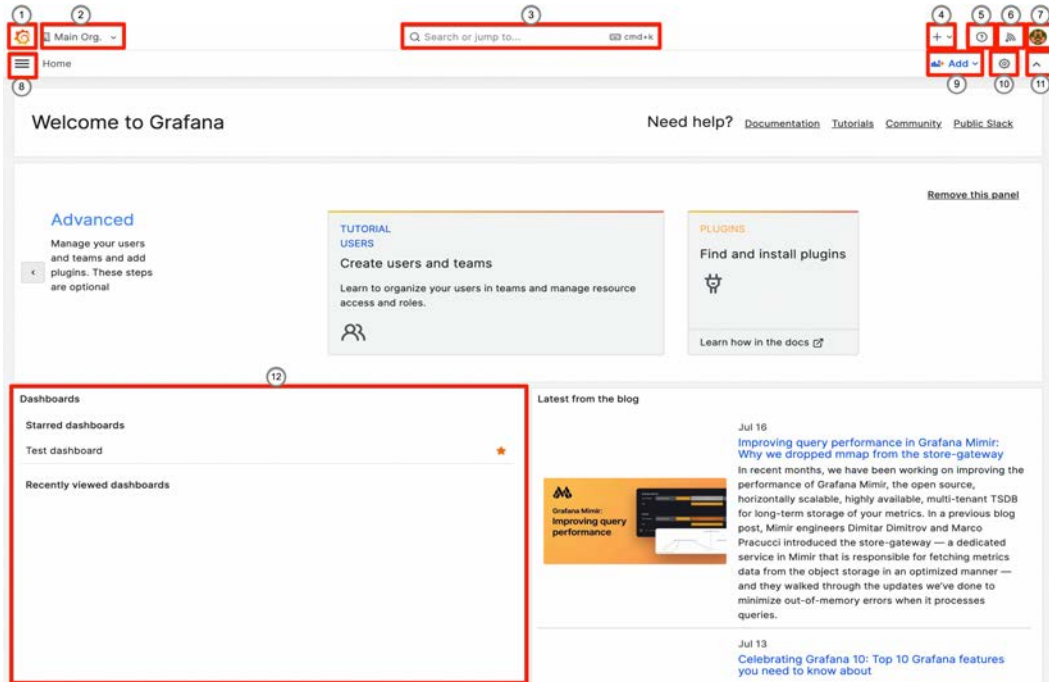 1
2
3
4
5
6
7
Main Org.
Search or jump to...
cmd+k
Home
Add
8
9
10
11
Welcome to Grafana
Need help?
Documentation
Tutorials
Community
Public Slack
Remove this panel
Advanced
Manage your users
and teams and add
plugins. These steps
are optional
TUTORIAL
USERS
Create users and teams
Learn to organize your users in teams and manage resource
access and roles.
PLUGINS
Find and install plugins
Learn how in the docs
12
Dashboards
Starred dashboards
Test dashboard
Recently viewed dashboards
Latest from the blog
Grafana Mimir:
Improving query
performance
Jul 16
Improving query performance in Grafana Mimir:
Why we dropped mmap from the store-gateway
In recent months, we have been working on improving the
performance of Grafana Mimir, the open source,
horizontally scalable, highly available, multi-tenant TSDB
for long-term storage of your metrics. In a previous blog
post, Mimir engineers Dimitar Dimitrov and Marco
Pracucci introduced the store-gateway — a dedicated
service in Mimir that is responsible for fetching metrics
data from the object storage in an optimized manner —
and they walked through the updates we've done to
minimize out-of-memory errors when it processes
queries.
Jul 13
Celebrating Grafana 10: Top 10 Grafana features
you need to know about